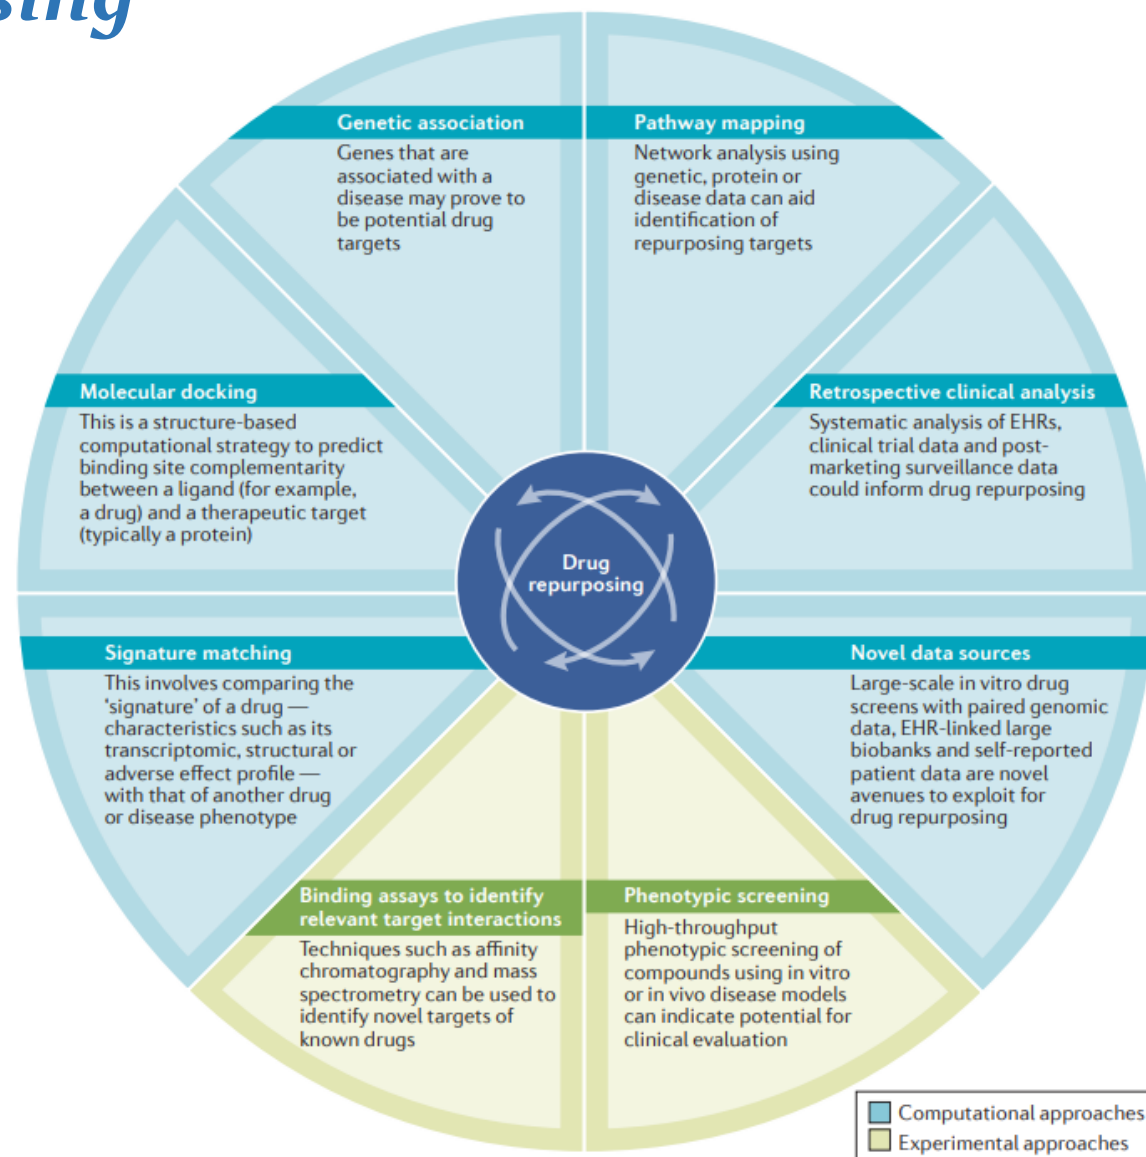 Genetic association
Genes that are
associated with a
disease may prove to
be potential drug
targets
Pathway mapping
Network analysis using
genetic, protein or
disease data can aid
identification of
repurposing targets
Molecular docking
This is a structure-based
computational strategy to predict
binding site complementarity
between a ligand (for example,
a drug) and a therapeutic target
(typically a protein)
Retrospective clinical analysis
Systematic analysis of EHRs,
clinical trial data and post-
marketing surveillance data
could inform drug repurposing
Drug
repurposing
Signature matching
This involves comparing the
‘signature’ of a drug —
characteristics such as its
transcriptomic, structural or
adverse effect profile —
with that of another drug
or disease phenotype
Novel data sources
Large-scale in vitro drug
screens with paired genomic
data, EHR-linked large
biobanks and self-reported
patient data are novel
avenues to exploit for
drug repurposing
Binding assays to identify
relevant target interactions
Techniques such as affinity
chromatography and mass
spectrometry can be used to
identify novel targets of
known drugs
Phenotypic screening
High-throughput
phenotypic screening of
compounds using in vitro
or in vivo disease models
can indicate potential for
clinical evaluation
Computational approaches
Experimental approaches